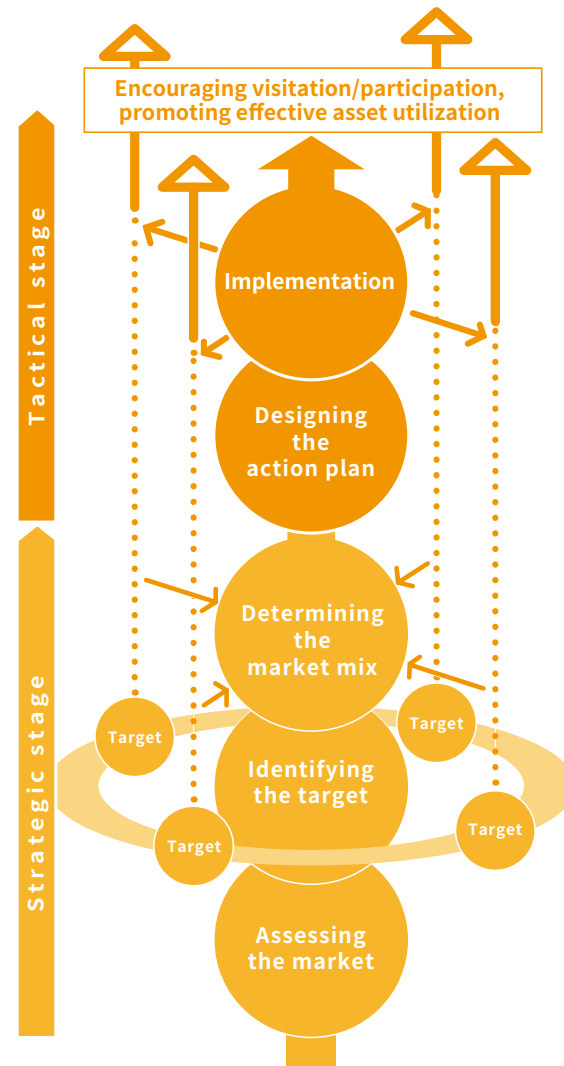 Encouraging visitation/participation,
promoting effective asset utilization
Tactical stage
Implementation
Designing
the
action plan
Strategic stage
Determining
the
market mix
Target
Target
Identifying
the target
Target
Target
Assessing
the market